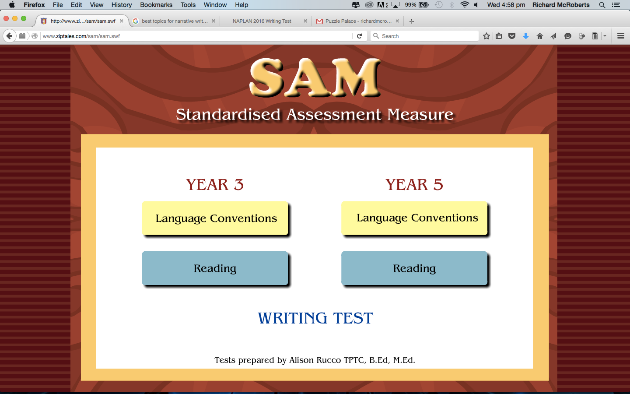 Firefox File Edit View History Bookmarks Tools Window Help 99% Wed 4:58 pm Richard McRoberts
http://www.zi...sam/sam.swf best topics for narrative writ... NAPLAN 2016 Writing Test Puzzle Palace - richardmcro...
www.ziptales.com/sam/sam.swf Search
SAM
Standardised Assessment Measure
YEAR 3 YEAR 5
Language Conventions Language Conventions
Reading Reading
WRITING TEST
Tests prepared by Alison Rucco TPTC, B.Ed, M.Ed.